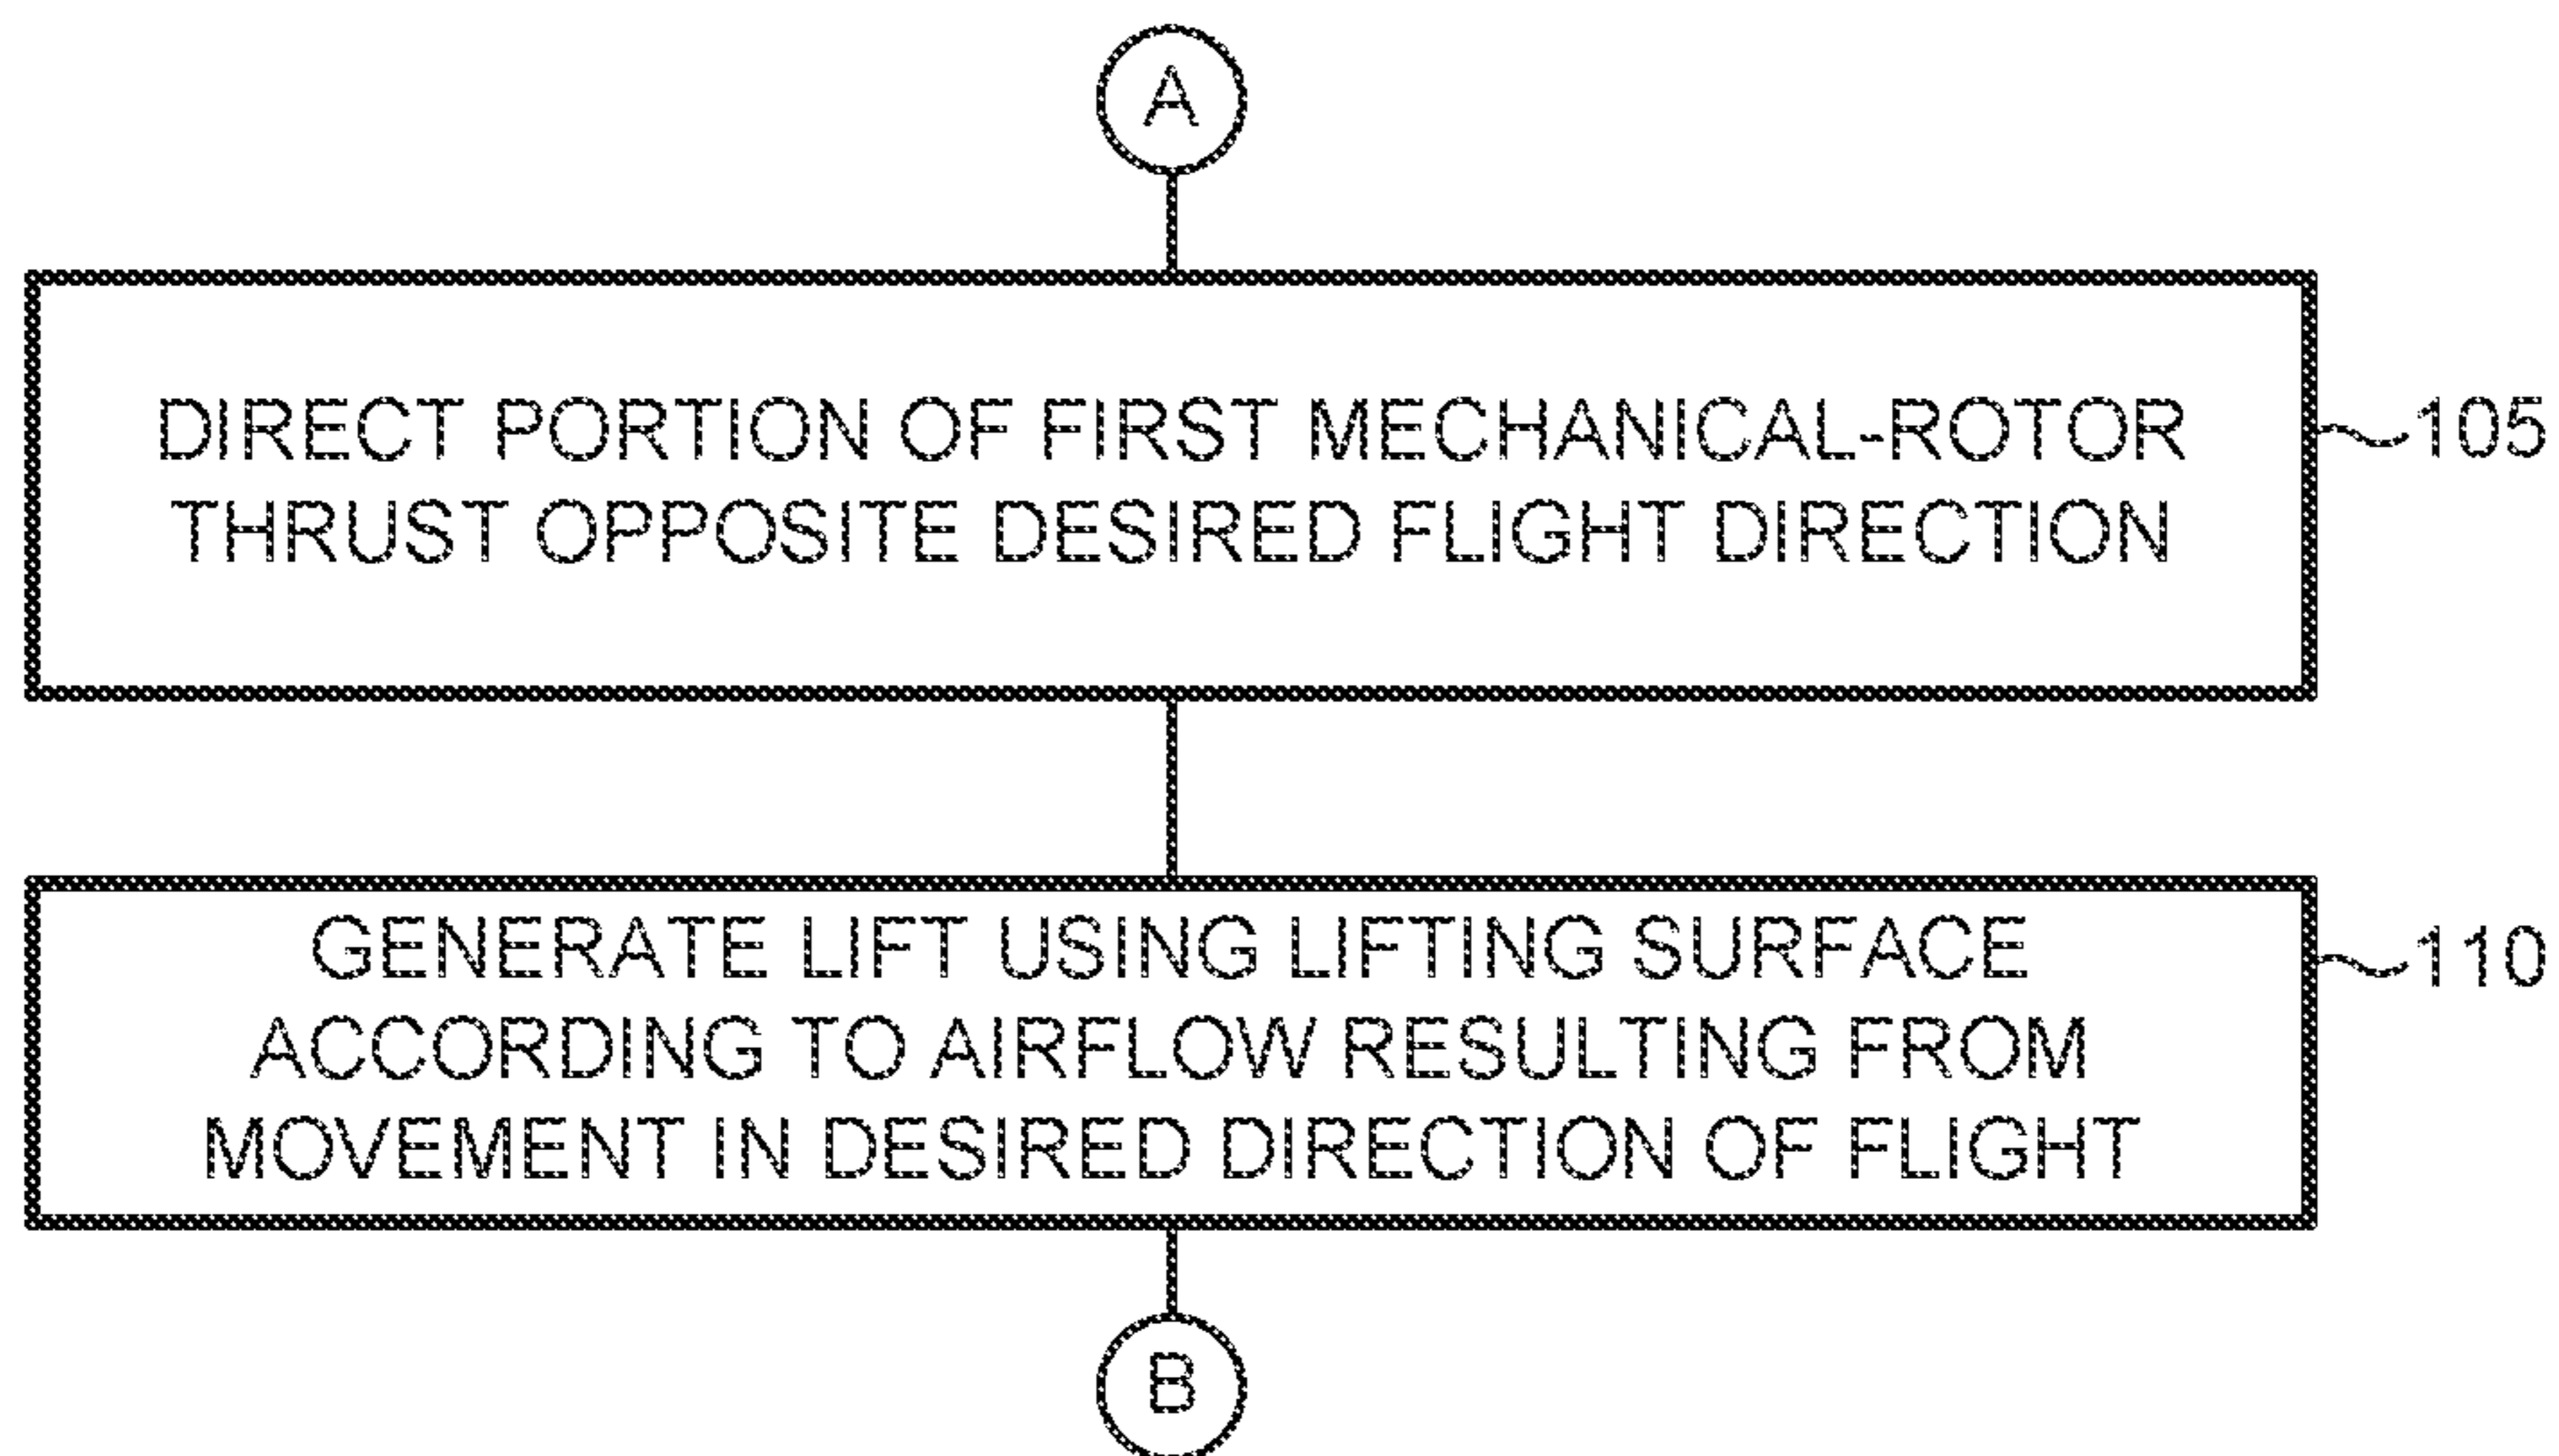 A
DIRECT PORTION OF FIRST MECHANICAL-ROTOR
THRUST OPPOSITE DESIRED FLIGHT DIRECTION
105
GENERATE LIFT USING LIFTING SURFACE
ACCORDING TO AIRFLOW RESULTING FROM
MOVEMENT IN DESIRED DIRECTION OF FLIGHT
110
B